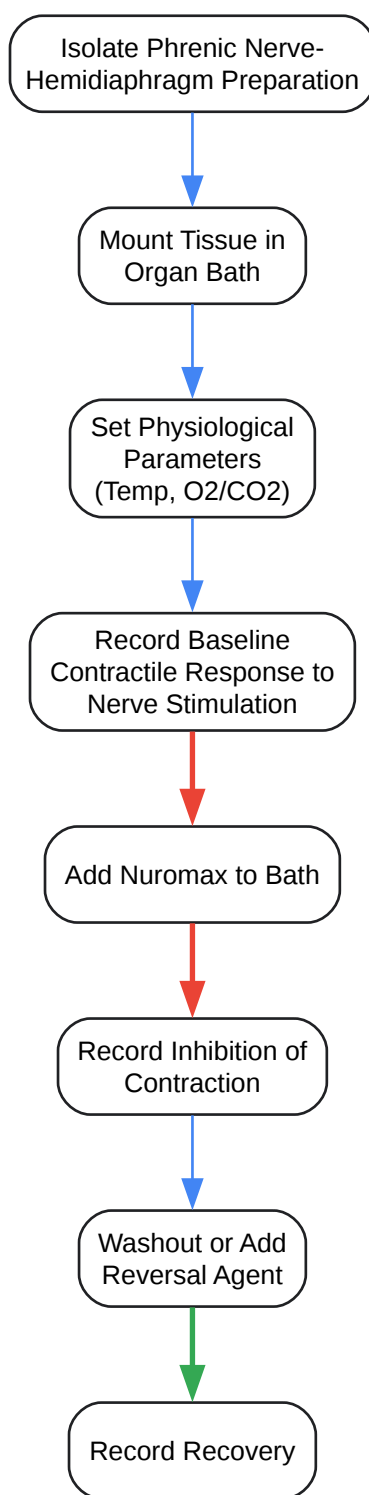 Isolate Phrenic Nerve-
Hemidiaphragm Preparation
Mount Tissue in
Organ Bath
Set Physiological
Parameters
(Temp, O2/CO2)
Record Baseline
Contractile Response to
Nerve Stimulation
Add Nuromax to Bath
Record Inhibition of
Contraction
Washout or Add
Reversal Agent
Record Recovery